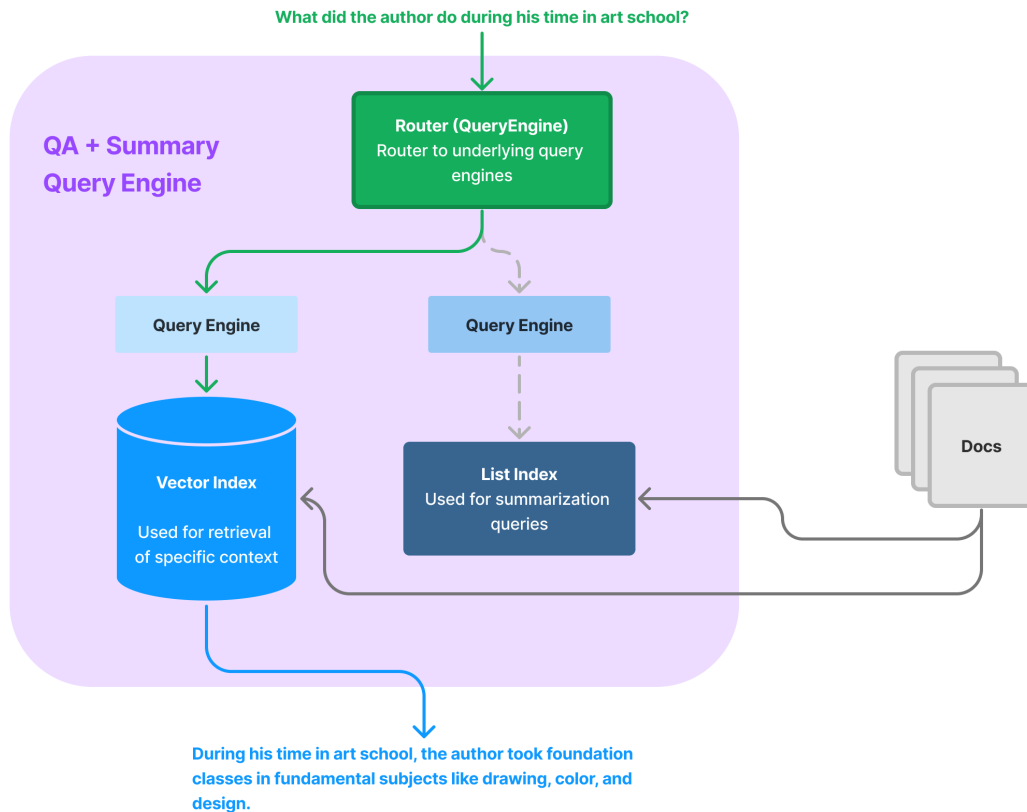 What did the author do during his time in art school?
QA + Summary
Query Engine
Router (QueryEngine)
Router to underlying query
engines
Query Engine
Query Engine
Vector Index
Used for retrieval
of specific context
List Index
Used for summarization
queries
Docs
During his time in art school, the author took foundation
classes in fundamental subjects like drawing, color, and
design.